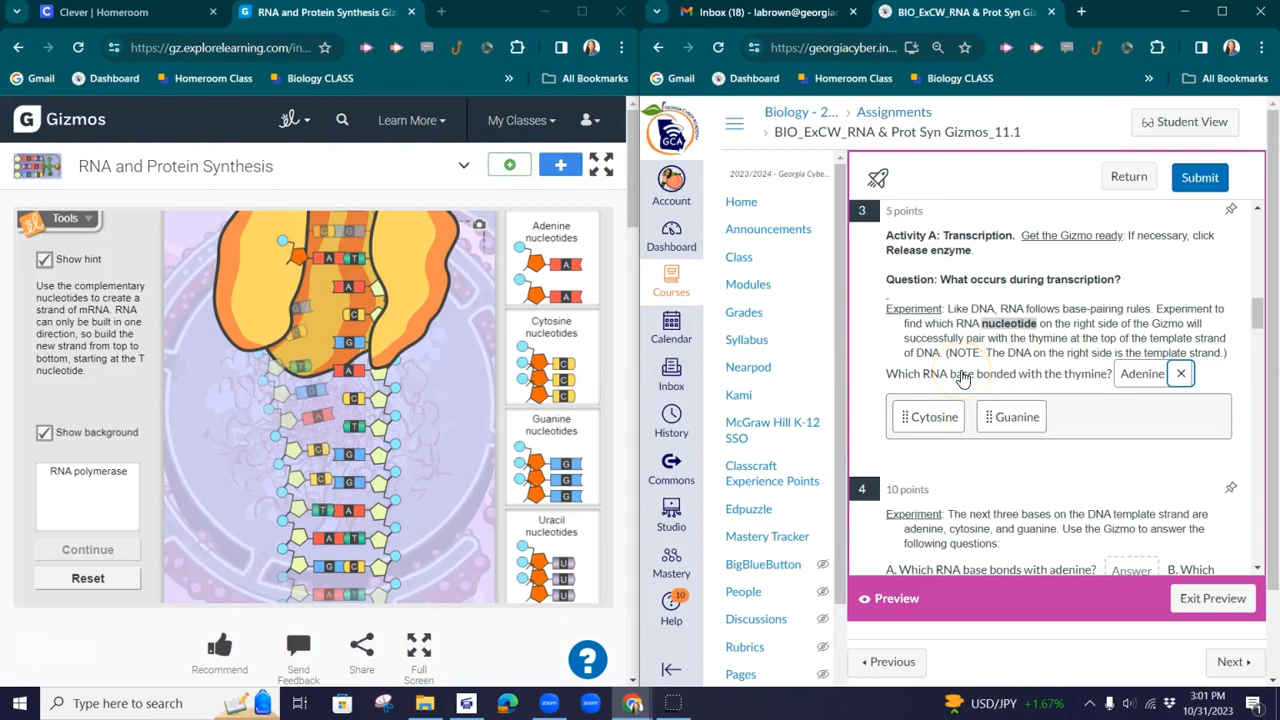 Clever | Homeroom
RNA and Protein Synthesis Gi
Inbox (18) - labrown@georgia
BIO_ExCW_RNA & Prot Syn Gi
https://gz.explorelearning.com/in...
https://georgiacyber.in...
Gmail Dashboard Homeroom Class Biology CLASS » All Bookmarks
Gmail Dashboard Homeroom Class Biology CLASS » All Bookmarks
G Gizmos
Learn More
My Classes
RNA and Protein Synthesis
Tools
Show hint
Use the complementary
nucleotides to create a
strand of mRNA. RNA
can only be built in one
direction, so build the
new strand from top to
bottom, starting at the T
nucleotide.
Show background
RNA polymerase
Continue
Reset
C G
A T
A
C
G
A
C
A
T
C G
C G
T A
A T
G C
A T
Adenine
nucleotides
A
A
Cytosine
nucleotides
C
C
C
Guanine
nucleotides
G
G
G
Uracil
nucleotides
U
U
U
Recommend
Send
Feedback
Share
Full
Screen
?
GCA
Account
Dashboard
Courses
Calendar
Inbox
History
Commons
Studio
Mastery
10
Help
Biology - 2... › Assignments
› BIO_ExCW_RNA & Prot Syn Gizmos_11.1
Student View
2023/2024 - Georgia Cybe...
Home
Announcements
Class
Modules
Grades
Syllabus
Nearpod
Kami
McGraw Hill K-12
SSO
Classcraft
Experience Points
Edpuzzle
Mastery Tracker
BigBlueButton
People
Discussions
Rubrics
Pages
Return
Submit
3
5 points
Activity A: Transcription. Get the Gizmo ready: If necessary, click
Release enzyme.
Question: What occurs during transcription?
Experiment: Like DNA, RNA follows base-pairing rules. Experiment to
find which RNA nucleotide on the right side of the Gizmo will
successfully pair with the thymine at the top of the template strand
of DNA. (NOTE: The DNA on the right side is the template strand.)
Which RNA base bonded with the thymine? Adenine
Cytosine
Guanine
4
10 points
Experiment: The next three bases on the DNA template strand are
adenine, cytosine, and guanine. Use the Gizmo to answer the
following questions:
A. Which RNA base bonds with adenine? Answer B. Which
Preview
Exit Preview
Previous
Next
Type here to search
USD/JPY +1.67%
3:01 PM
10/31/2023
1